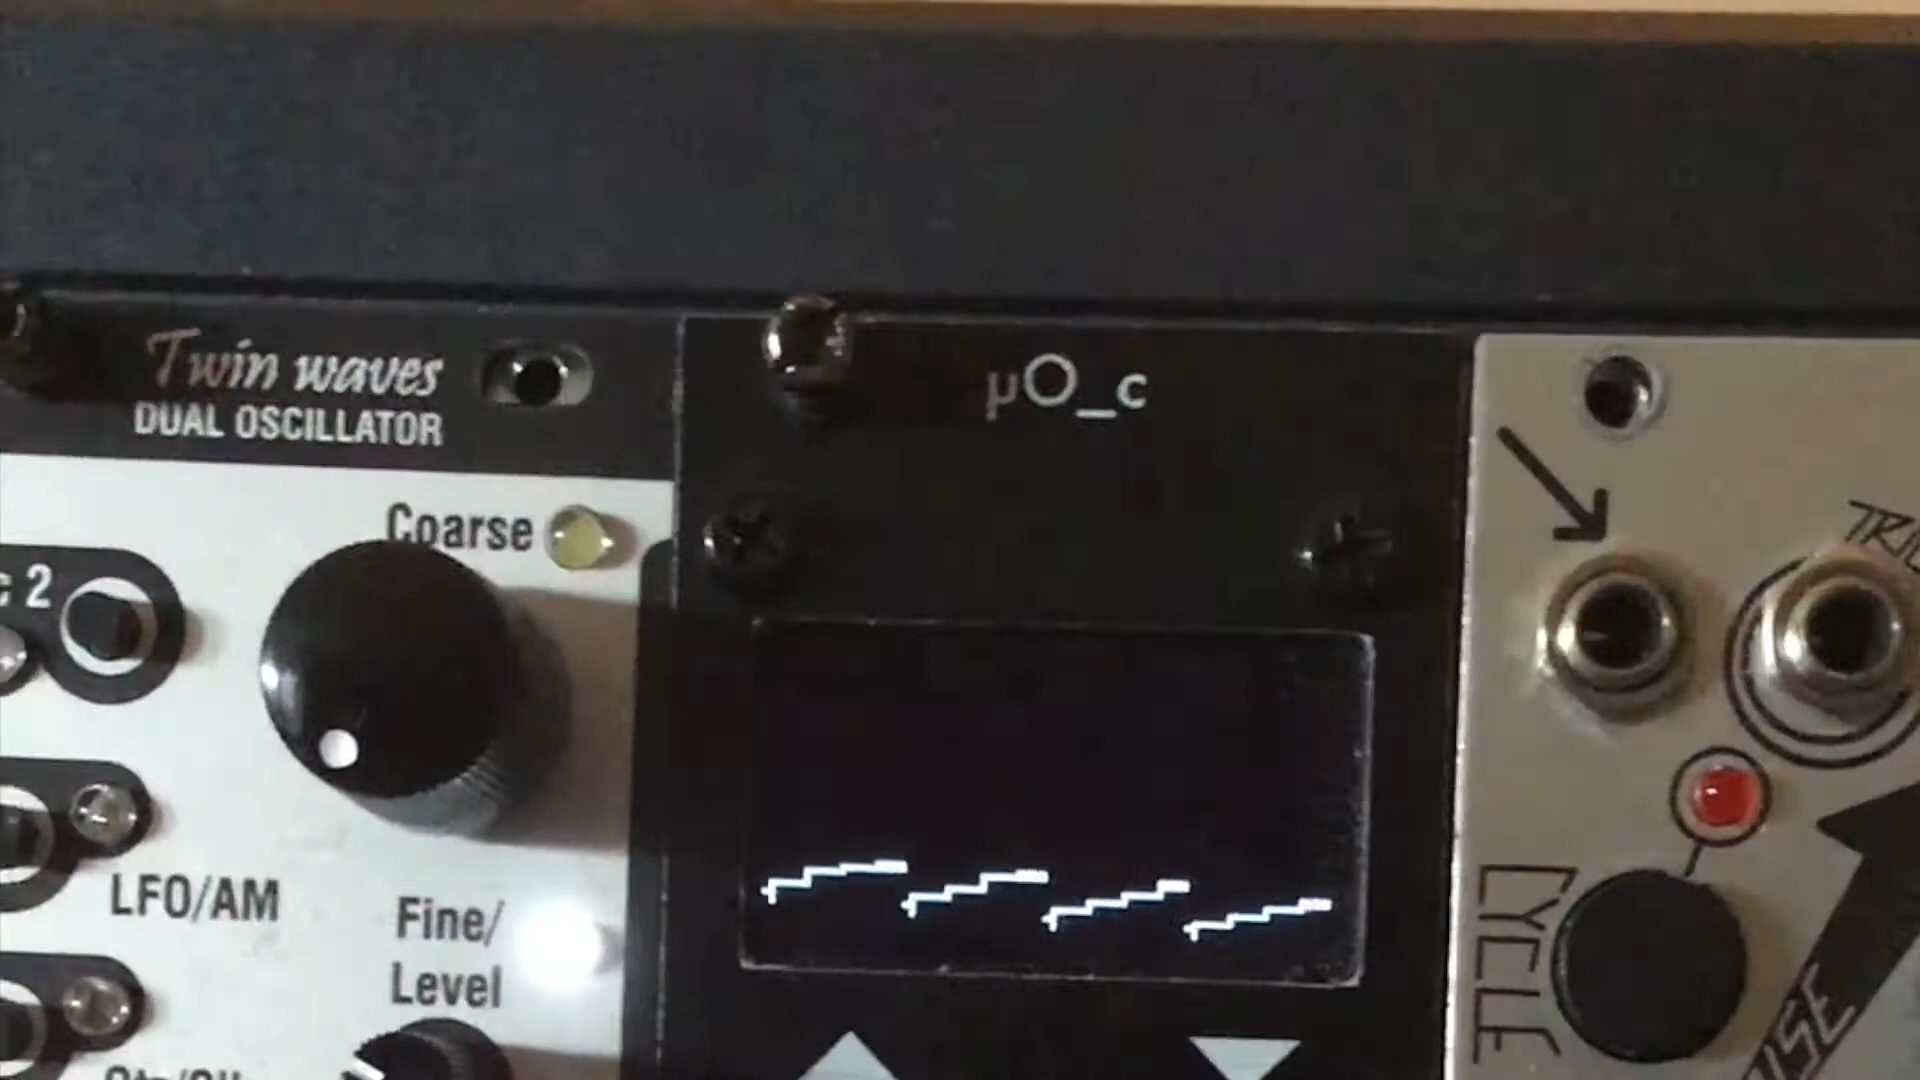 Twin waves
DUAL OSCILLATOR
µO_c
Coarse
c 2
LFO/AM
Fine/
Level
CYCLE